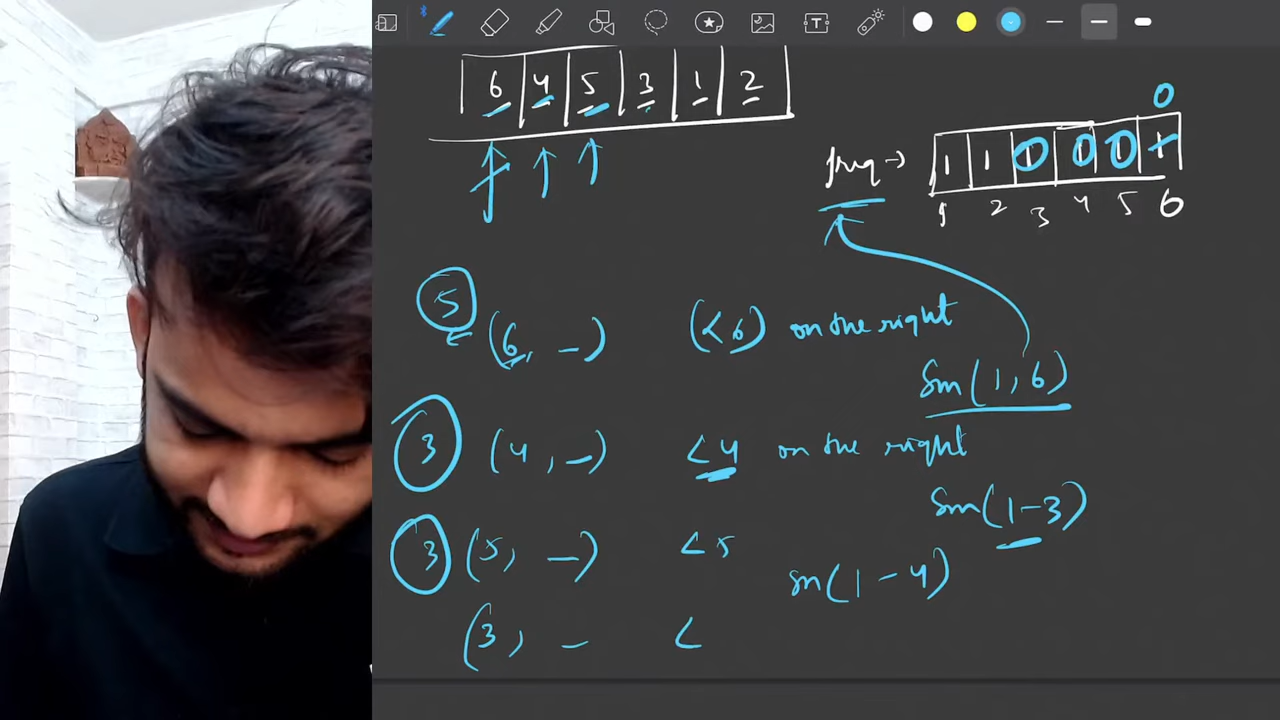 6 4 5 3 1 2
0
freq → 1 1 0 0 0 1
1 2 3 4 5 6
5 (6, _) (<6) on the right
Sm(1,6)
3 (4, _) <4 on the right
Sm(1-3)
3 (5, _) <5
Sm(1-4)
(3, _ <